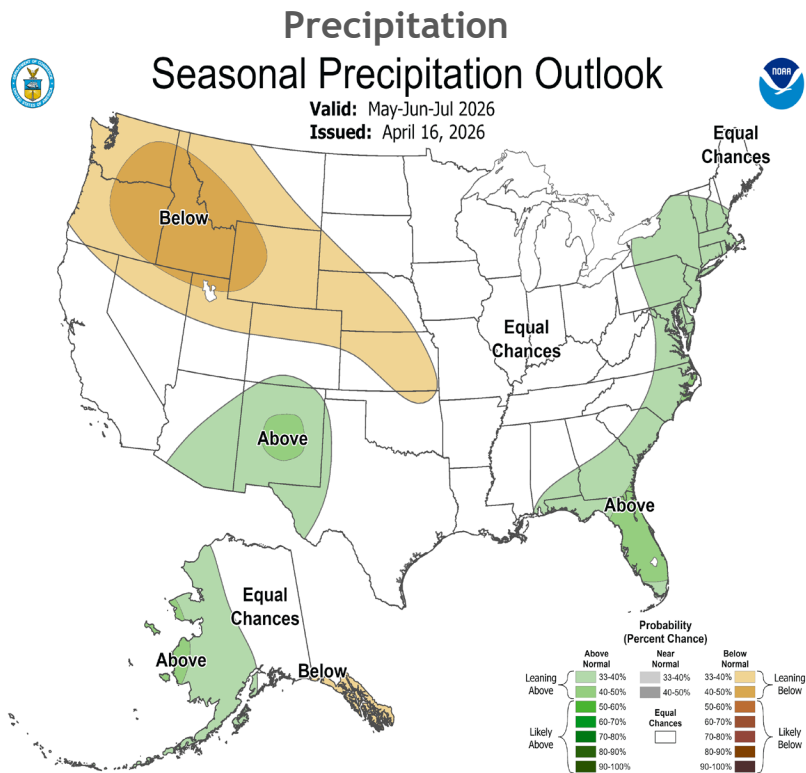 Precipitation
Seasonal Precipitation Outlook
Valid: May-Jun-Jul 2026
Issued: April 16, 2026
NOAA
Equal
Chances
Below
Equal
Chances
Above
Above
Equal
Chances
Above
Below
Probability
(Percent Chance)
Above
Normal
Near
Normal
Below
Normal
Leaning
Above
33-40%
40-50%
33-40%
40-50%
33-40%
40-50%
Leaning
Below
Equal
Chances
Likely
Above
50-60%
60-70%
70-80%
80-90%
90-100%
50-60%
60-70%
70-80%
80-90%
90-100%
Likely
Below